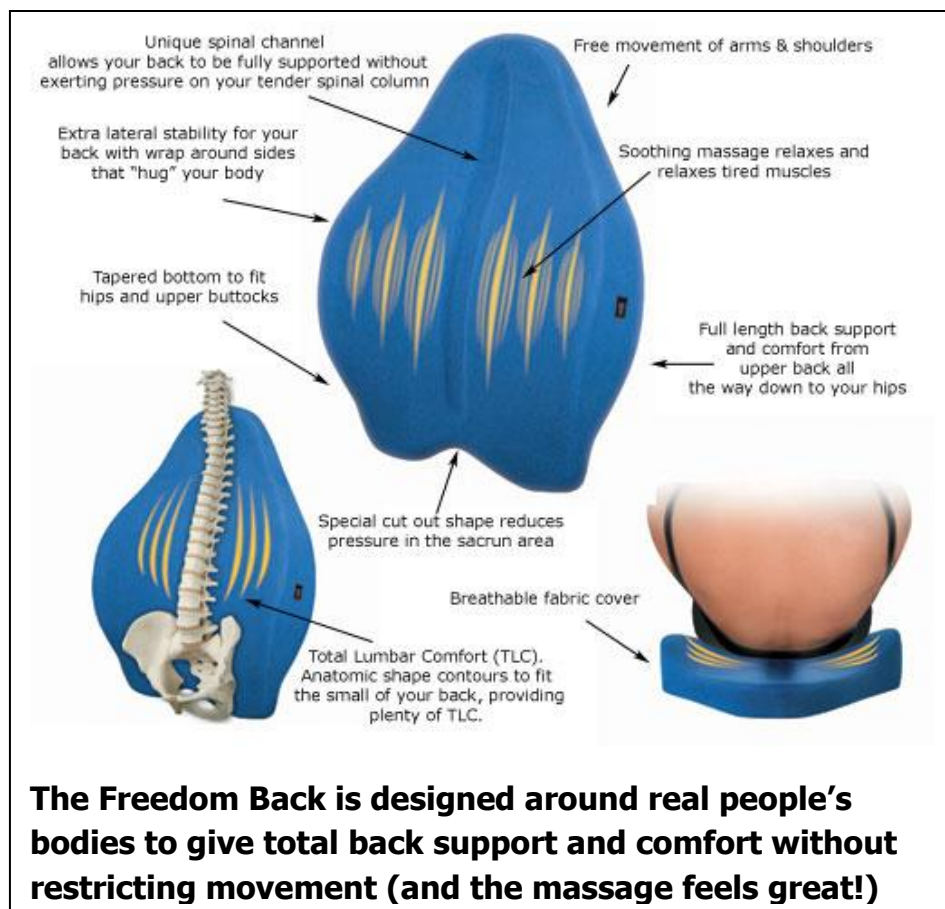 Unique spinal channel
allows your back to be fully supported without
exerting pressure on your tender spinal column
Free movement of arms & shoulders
Extra lateral stability for your
back with wrap around sides
that "hug" your body
Soothing massage relaxes and
relaxes tired muscles
Tapered bottom to fit
hips and upper buttocks
Full length back support
and comfort from
upper back all
the way down to your hips
Special cut out shape reduces
pressure in the sacrun area
Breathable fabric cover
Total Lumbar Comfort (TLC).
Anatomic shape contours to fit
the small of your back, providing
plenty of TLC.
The Freedom Back is designed around real people’s
bodies to give total back support and comfort without
restricting movement (and the massage feels great!)